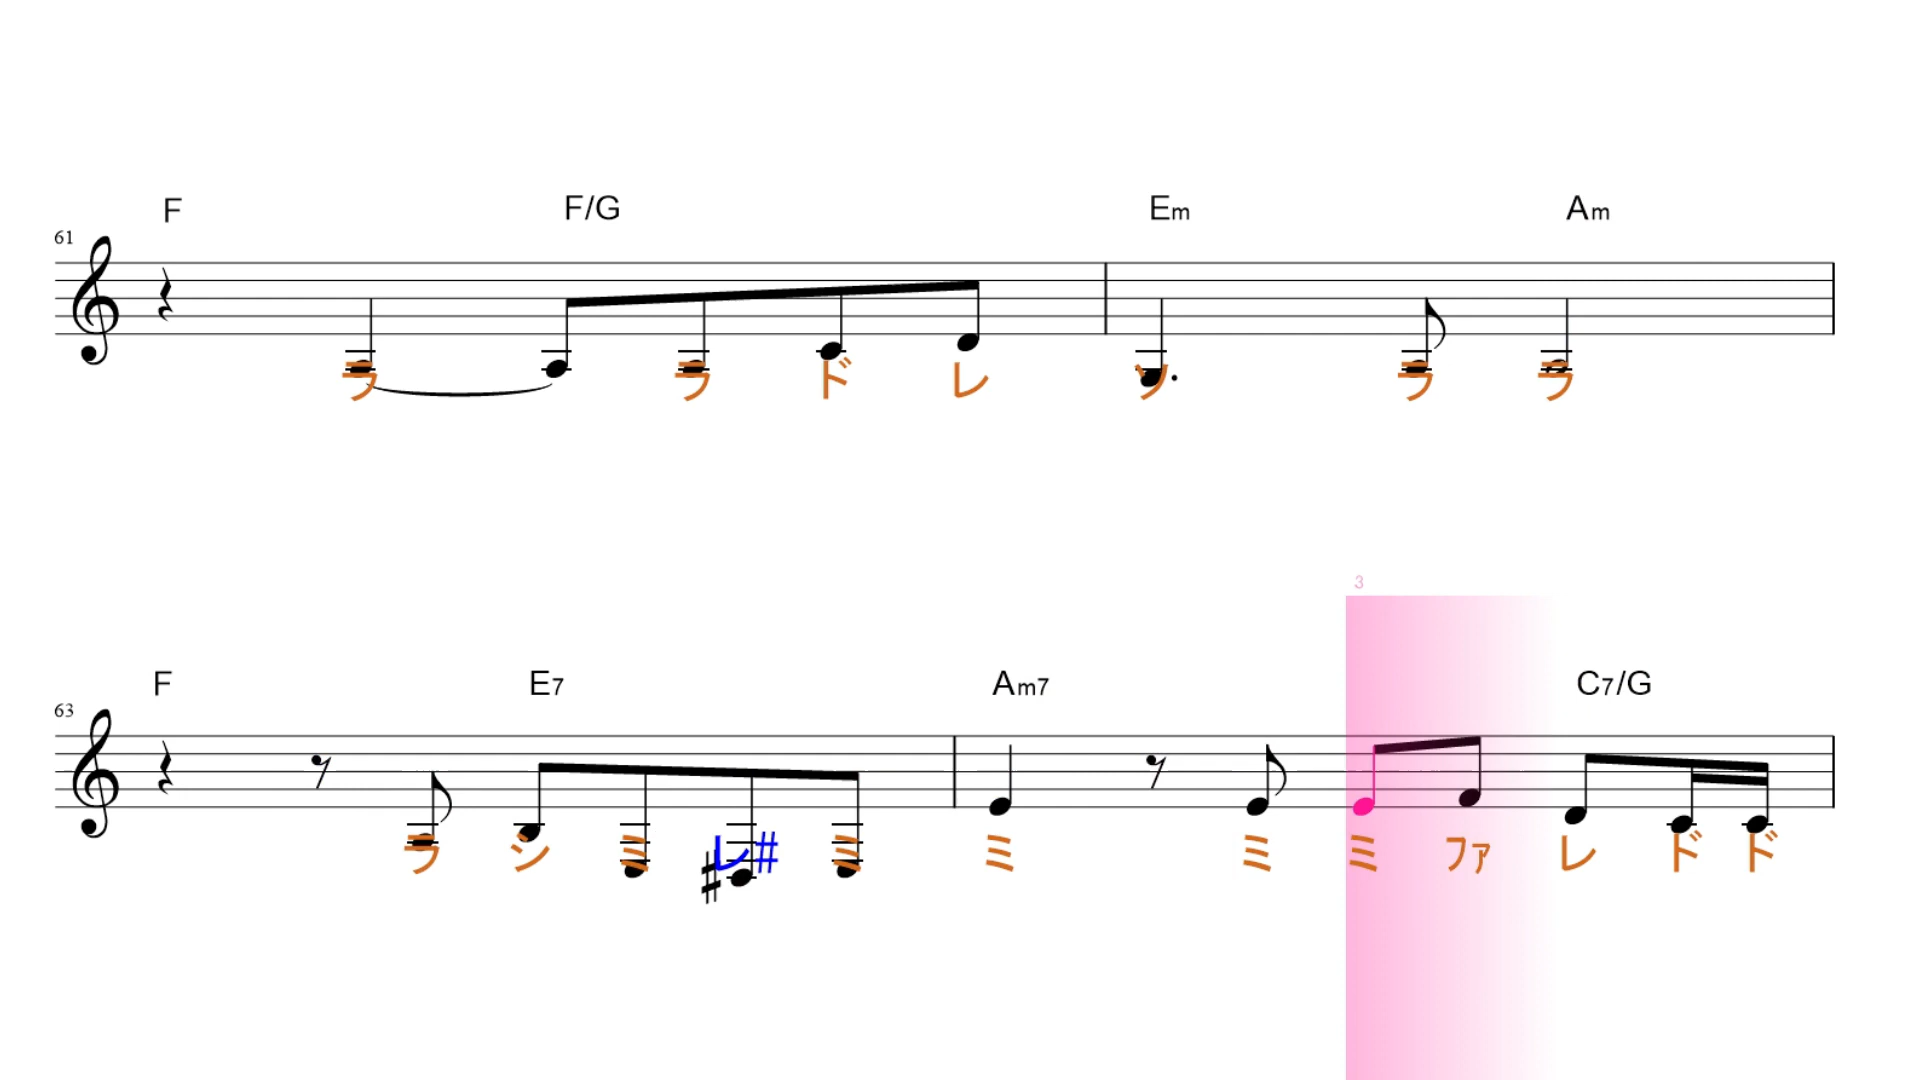 F F/G Em Am
61
ラ ラ ド レ ソ ラ ラ
3
F E7 Am7 C7/G
63
ラ シ ミ レ# ミ ミ ミ ミ ファ レ ド ド